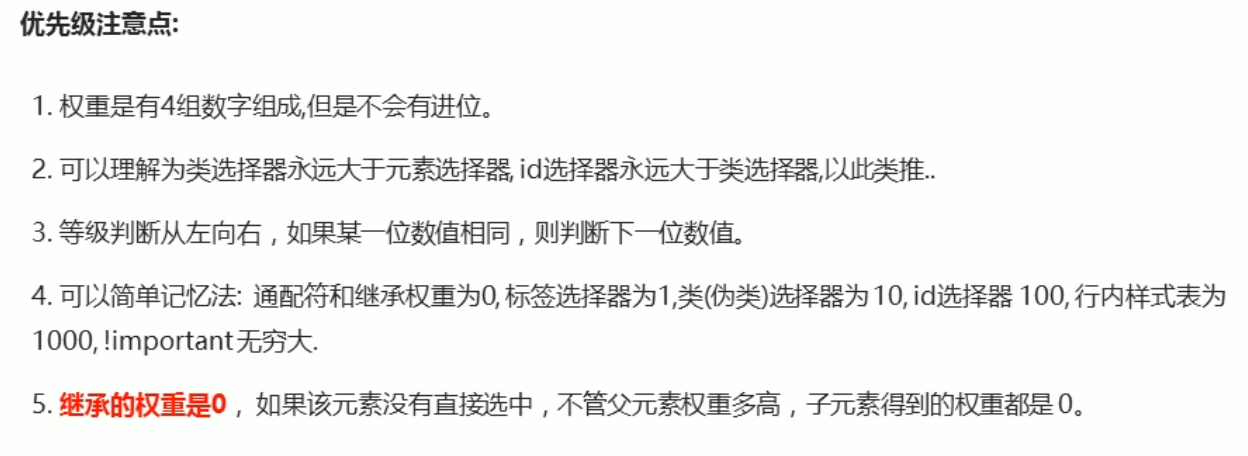 优先级注意点:
1. 权重是有4组数字组成,但是不会有进位。
2. 可以理解为类选择器永远大于元素选择器, id选择器永远大于类选择器,以此类推..
3. 等级判断从左向右，如果某一位数值相同，则判断下一位数值。
4. 可以简单记忆法: 通配符和继承权重为0, 标签选择器为1,类(伪类)选择器为 10, id选择器 100, 行内样式表为
1000, !important 无穷大.
5. 继承的权重是0， 如果该元素没有直接选中，不管父元素权重多高，子元素得到的权重都是 0。